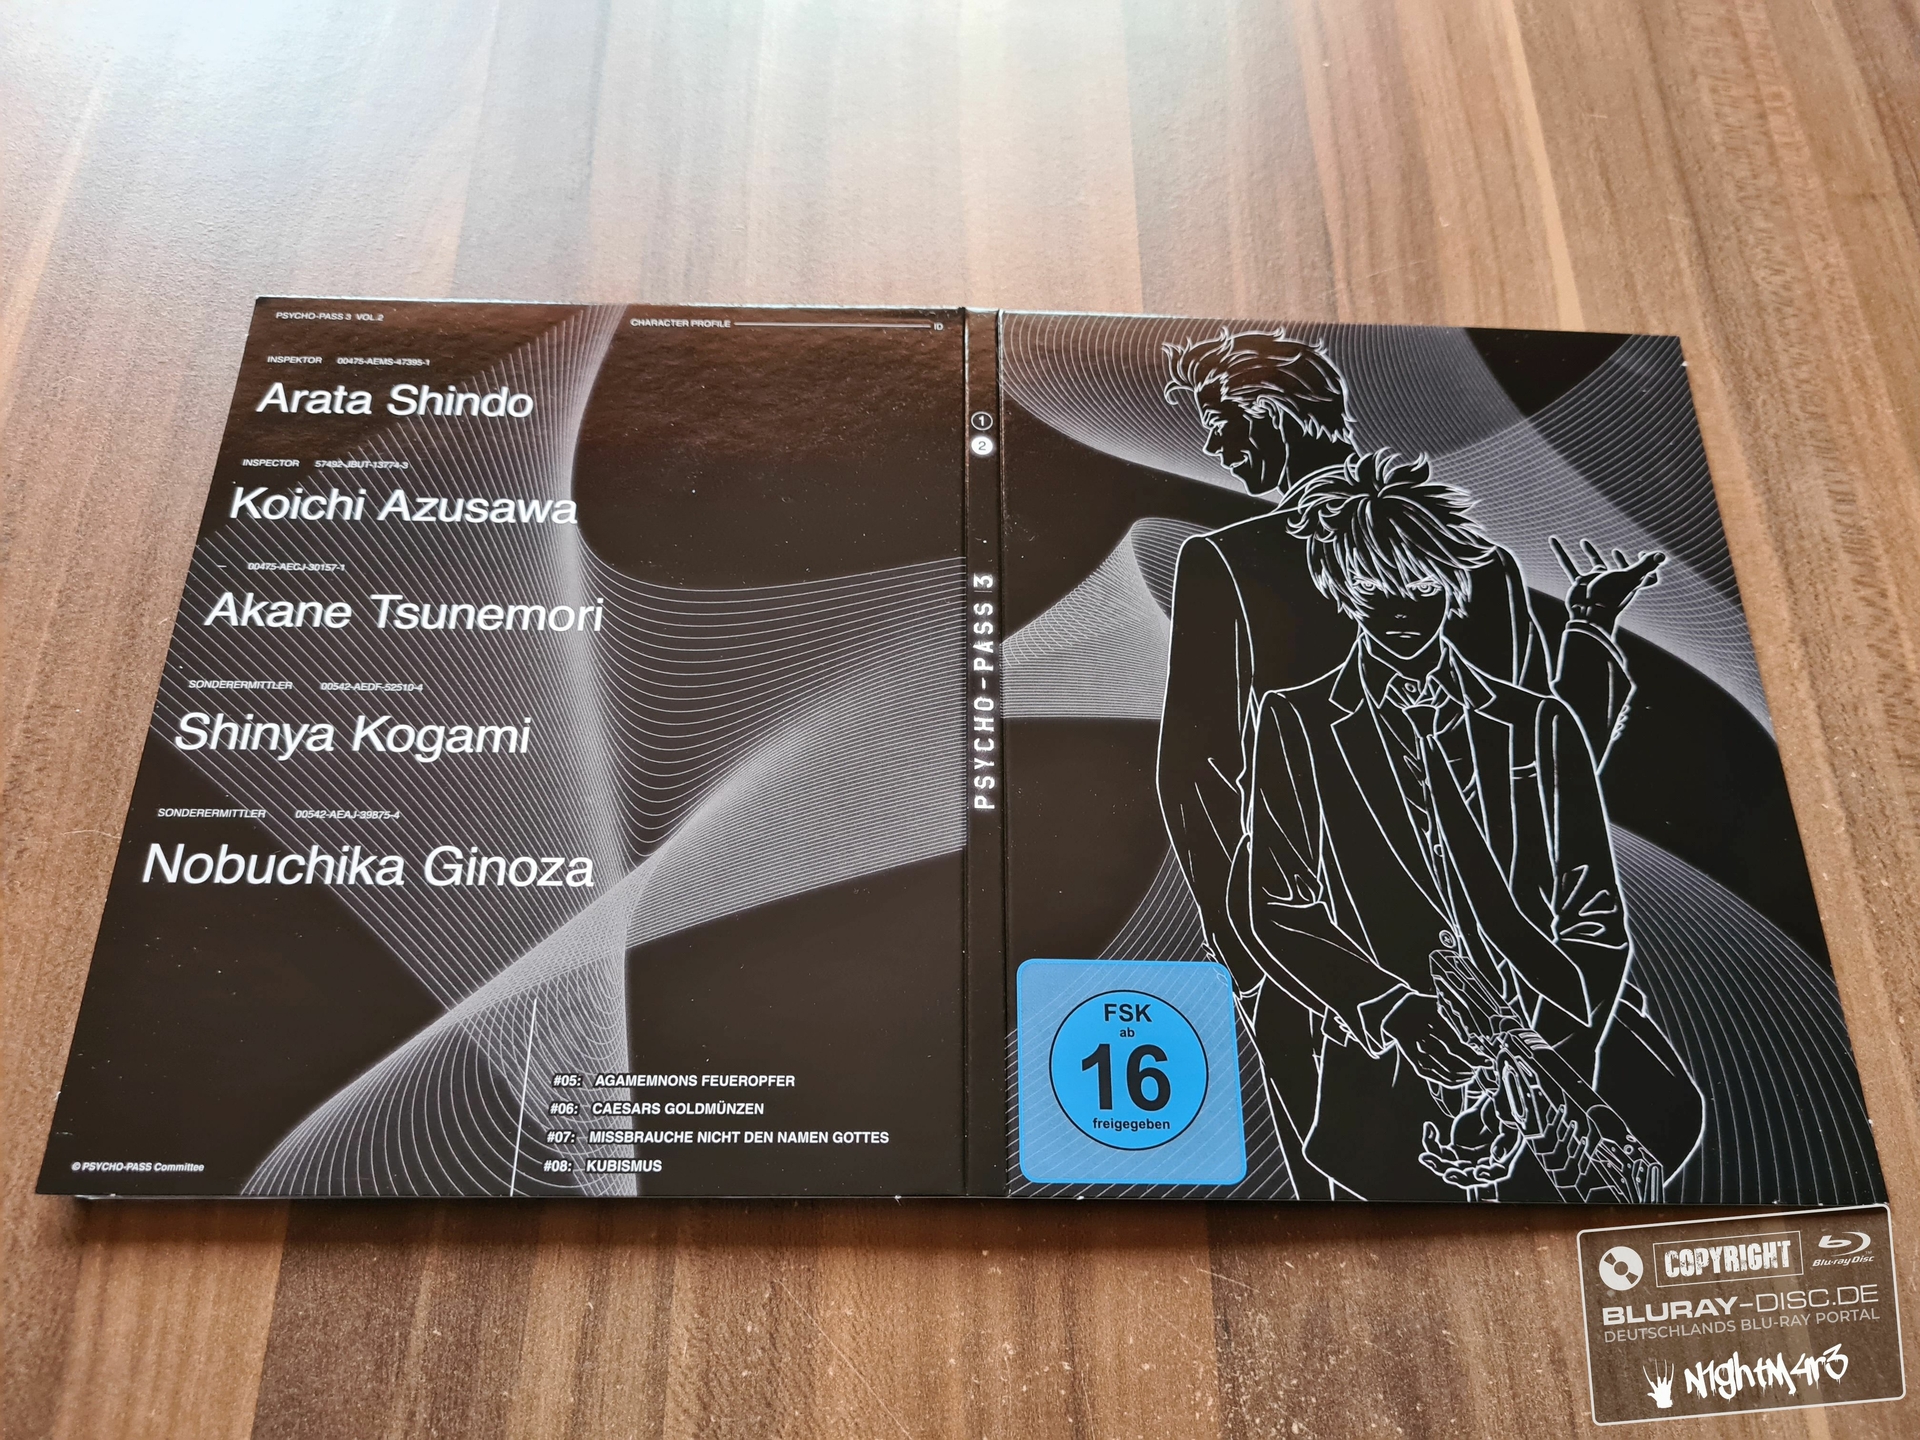 PSYCHO-PASS 3 VOL.2
CHARACTER PROFILE
ID
INSPEKTOR 00475-AEMS-47395-1
Arata Shindo
INSPECTOR 57492-JBUT-13774-3
Koichi Azusawa
00475-AECJ-30157-1
Akane Tsunemori
SONDERERMITTLER 00542-AEDF-52510-4
Shinya Kogami
SONDERERMITTLER 00542-AEAJ-39875-4
Nobuchika Ginoza
#05: AGAMEMNONS FEUEROPFER
#06: CAESARS GOLDMÜNZEN
#07: MISSBRAUCHE NICHT DEN NAMEN GOTTES
#08: KUBISMUS
© PSYCHO-PASS Committee
1
2
PSYCHO-PASS 3
FSK
ab
16
freigegeben
COPYRIGHT
Blu-ray Disc
BLURAY-DISC.DE
DEUTSCHLANDS BLU-RAY PORTAL
N1ghtM4r3